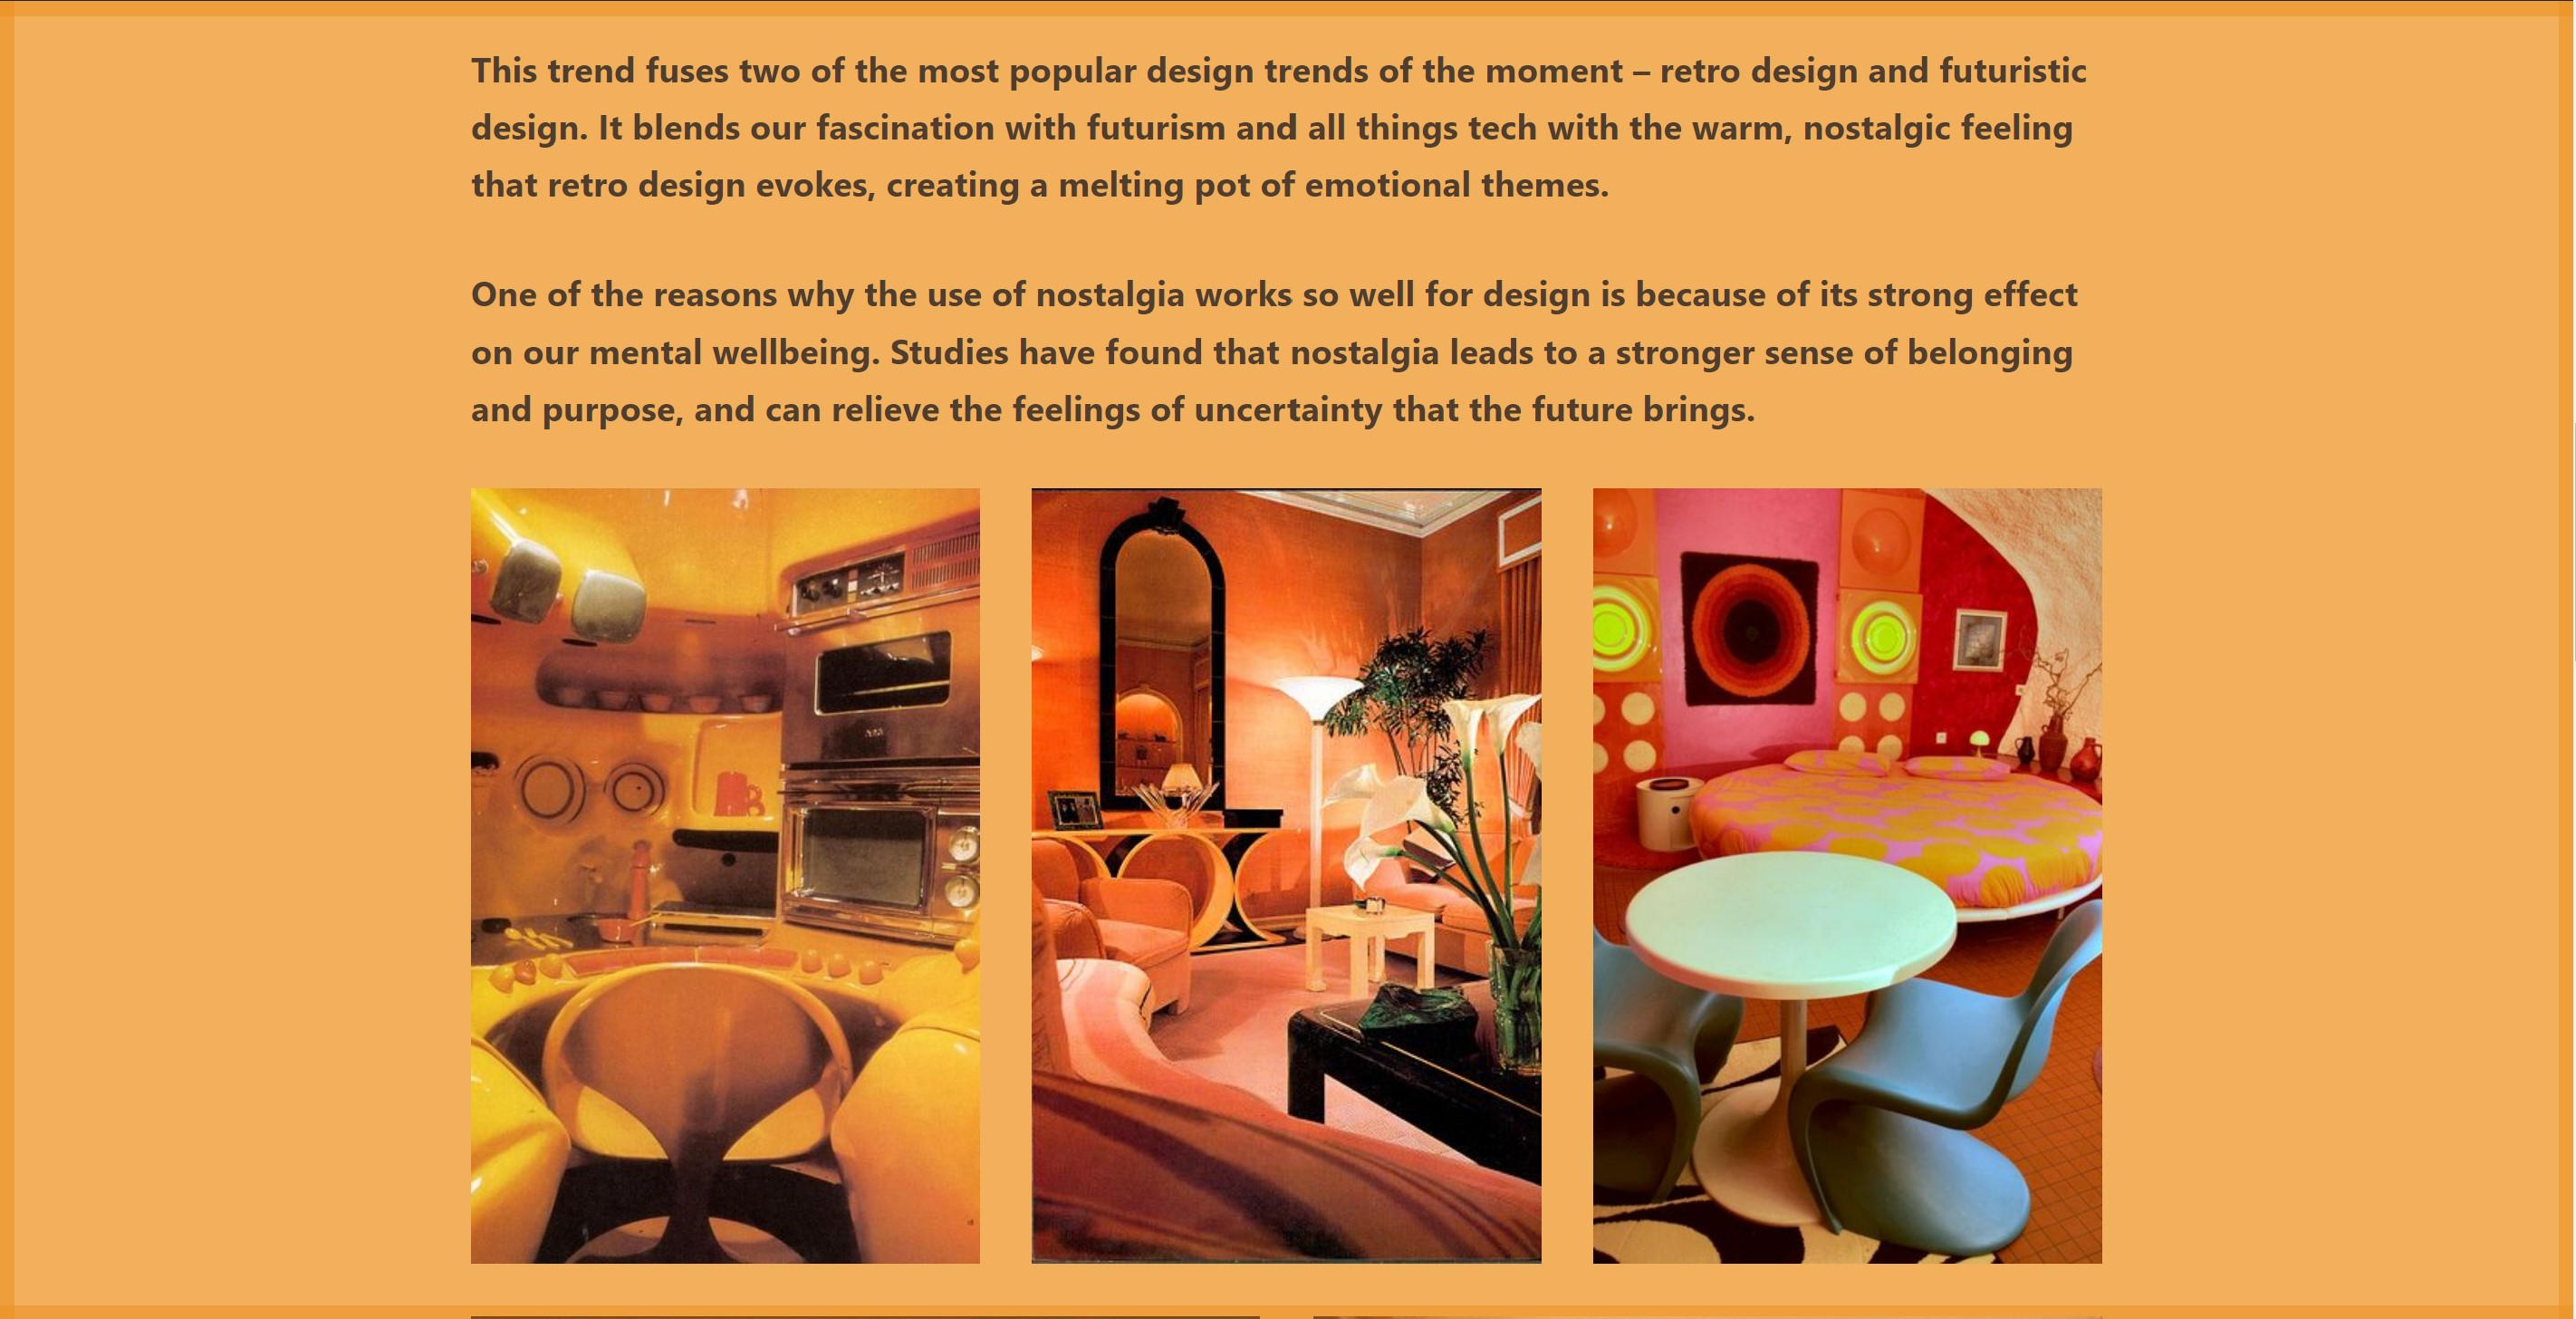 This trend fuses two of the most popular design trends of the moment – retro design and futuristic
design. It blends our fascination with futurism and all things tech with the warm, nostalgic feeling
that retro design evokes, creating a melting pot of emotional themes.
One of the reasons why the use of nostalgia works so well for design is because of its strong effect
on our mental wellbeing. Studies have found that nostalgia leads to a stronger sense of belonging
and purpose, and can relieve the feelings of uncertainty that the future brings.